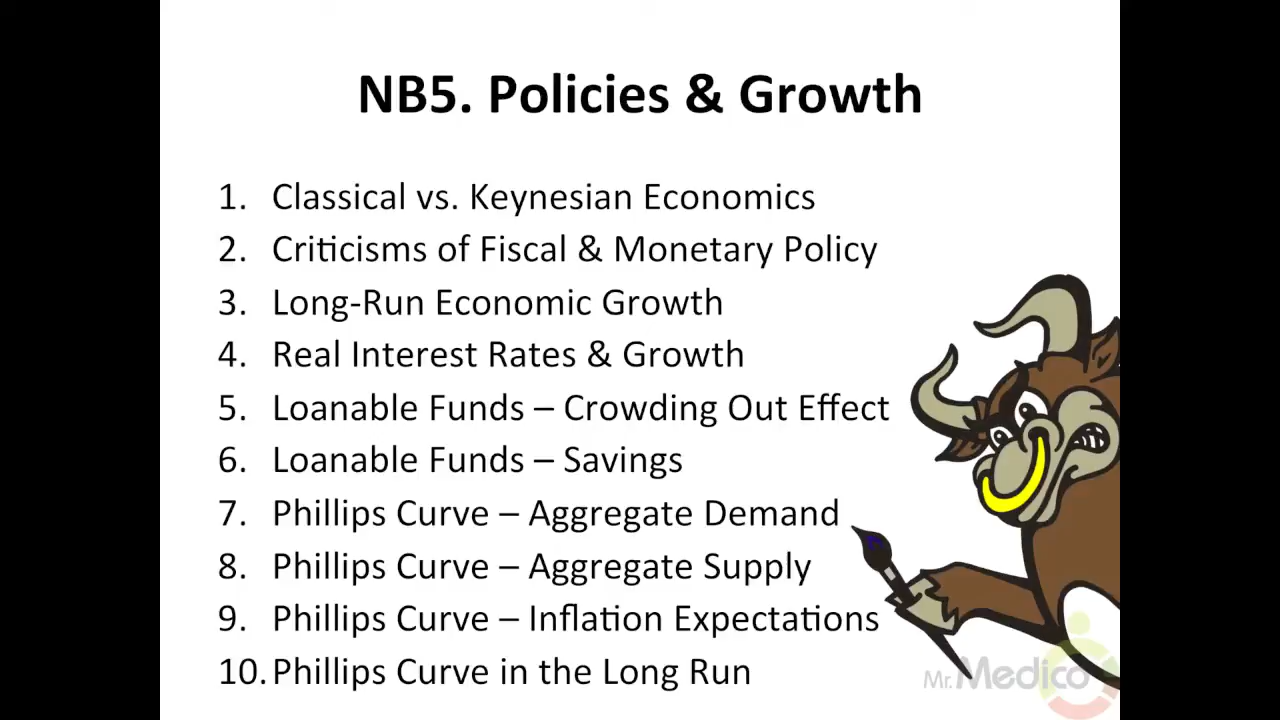 NB5. Policies & Growth
1. Classical vs. Keynesian Economics
2. Criticisms of Fiscal & Monetary Policy
3. Long-Run Economic Growth
4. Real Interest Rates & Growth
5. Loanable Funds – Crowding Out Effect
6. Loanable Funds – Savings
7. Phillips Curve – Aggregate Demand
8. Phillips Curve – Aggregate Supply
9. Phillips Curve – Inflation Expectations
10. Phillips Curve in the Long Run
Mr. Medico